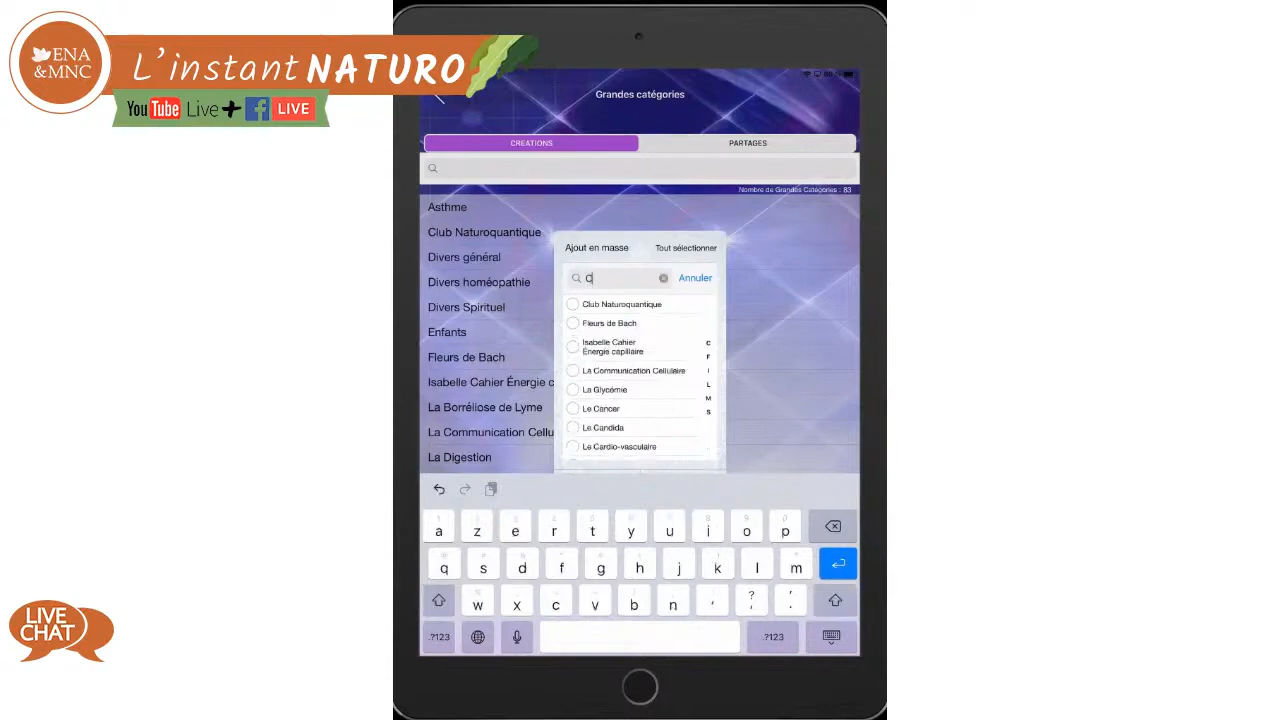 ENA
&MNC
L'instant NATURO
YouTube Live+ f LIVE
Grandes catégories
CREATIONS
PARTAGES
Nombre de Grandes Catégories : 83
Asthme
Club Naturoquantique
Divers général
Divers homéopathie
Divers Spirituel
Enfants
Fleurs de Bach
Isabelle Cahier Énergie c
La Borréliose de Lyme
La Communication Cellu
La Digestion
Ajout en masse
Tout sélectionner
C
Annuler
Club Naturoquantique
Fleurs de Bach
Isabelle Cahier
Énergie capillaire
La Communication Cellulaire
La Glycémie
Le Cancer
Le Candida
Le Cardio-vasculaire
C
F
I
L
M
S
a z e r t y u i o p
q s d f g h j k l m
w x c v b n ' ? , : .
.?123
.?123
LIVE
CHAT